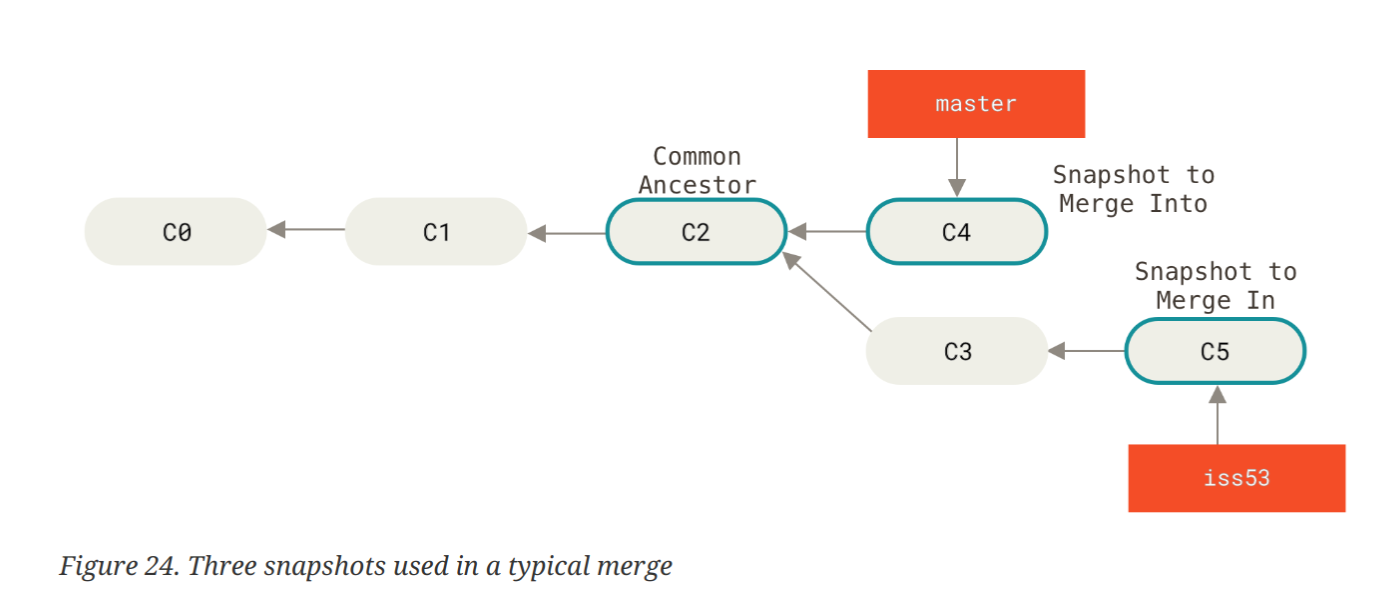 master
Common
Ancestor
Snapshot to
Merge Into
C0
C1
C2
C4
Snapshot to
Merge In
C3
C5
iss53
Figure 24. Three snapshots used in a typical merge